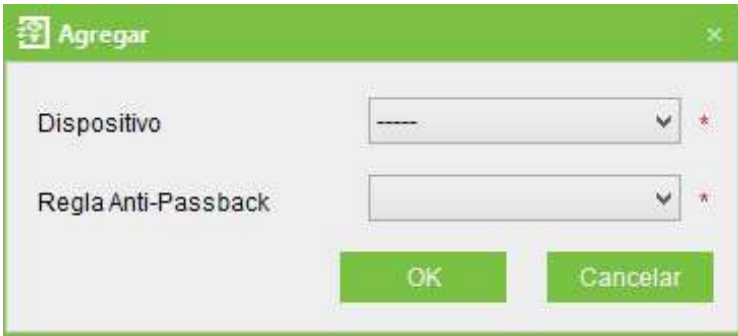 Agregar ×
Dispositivo ----- *
Regla Anti-Passback *
OK Cancelar